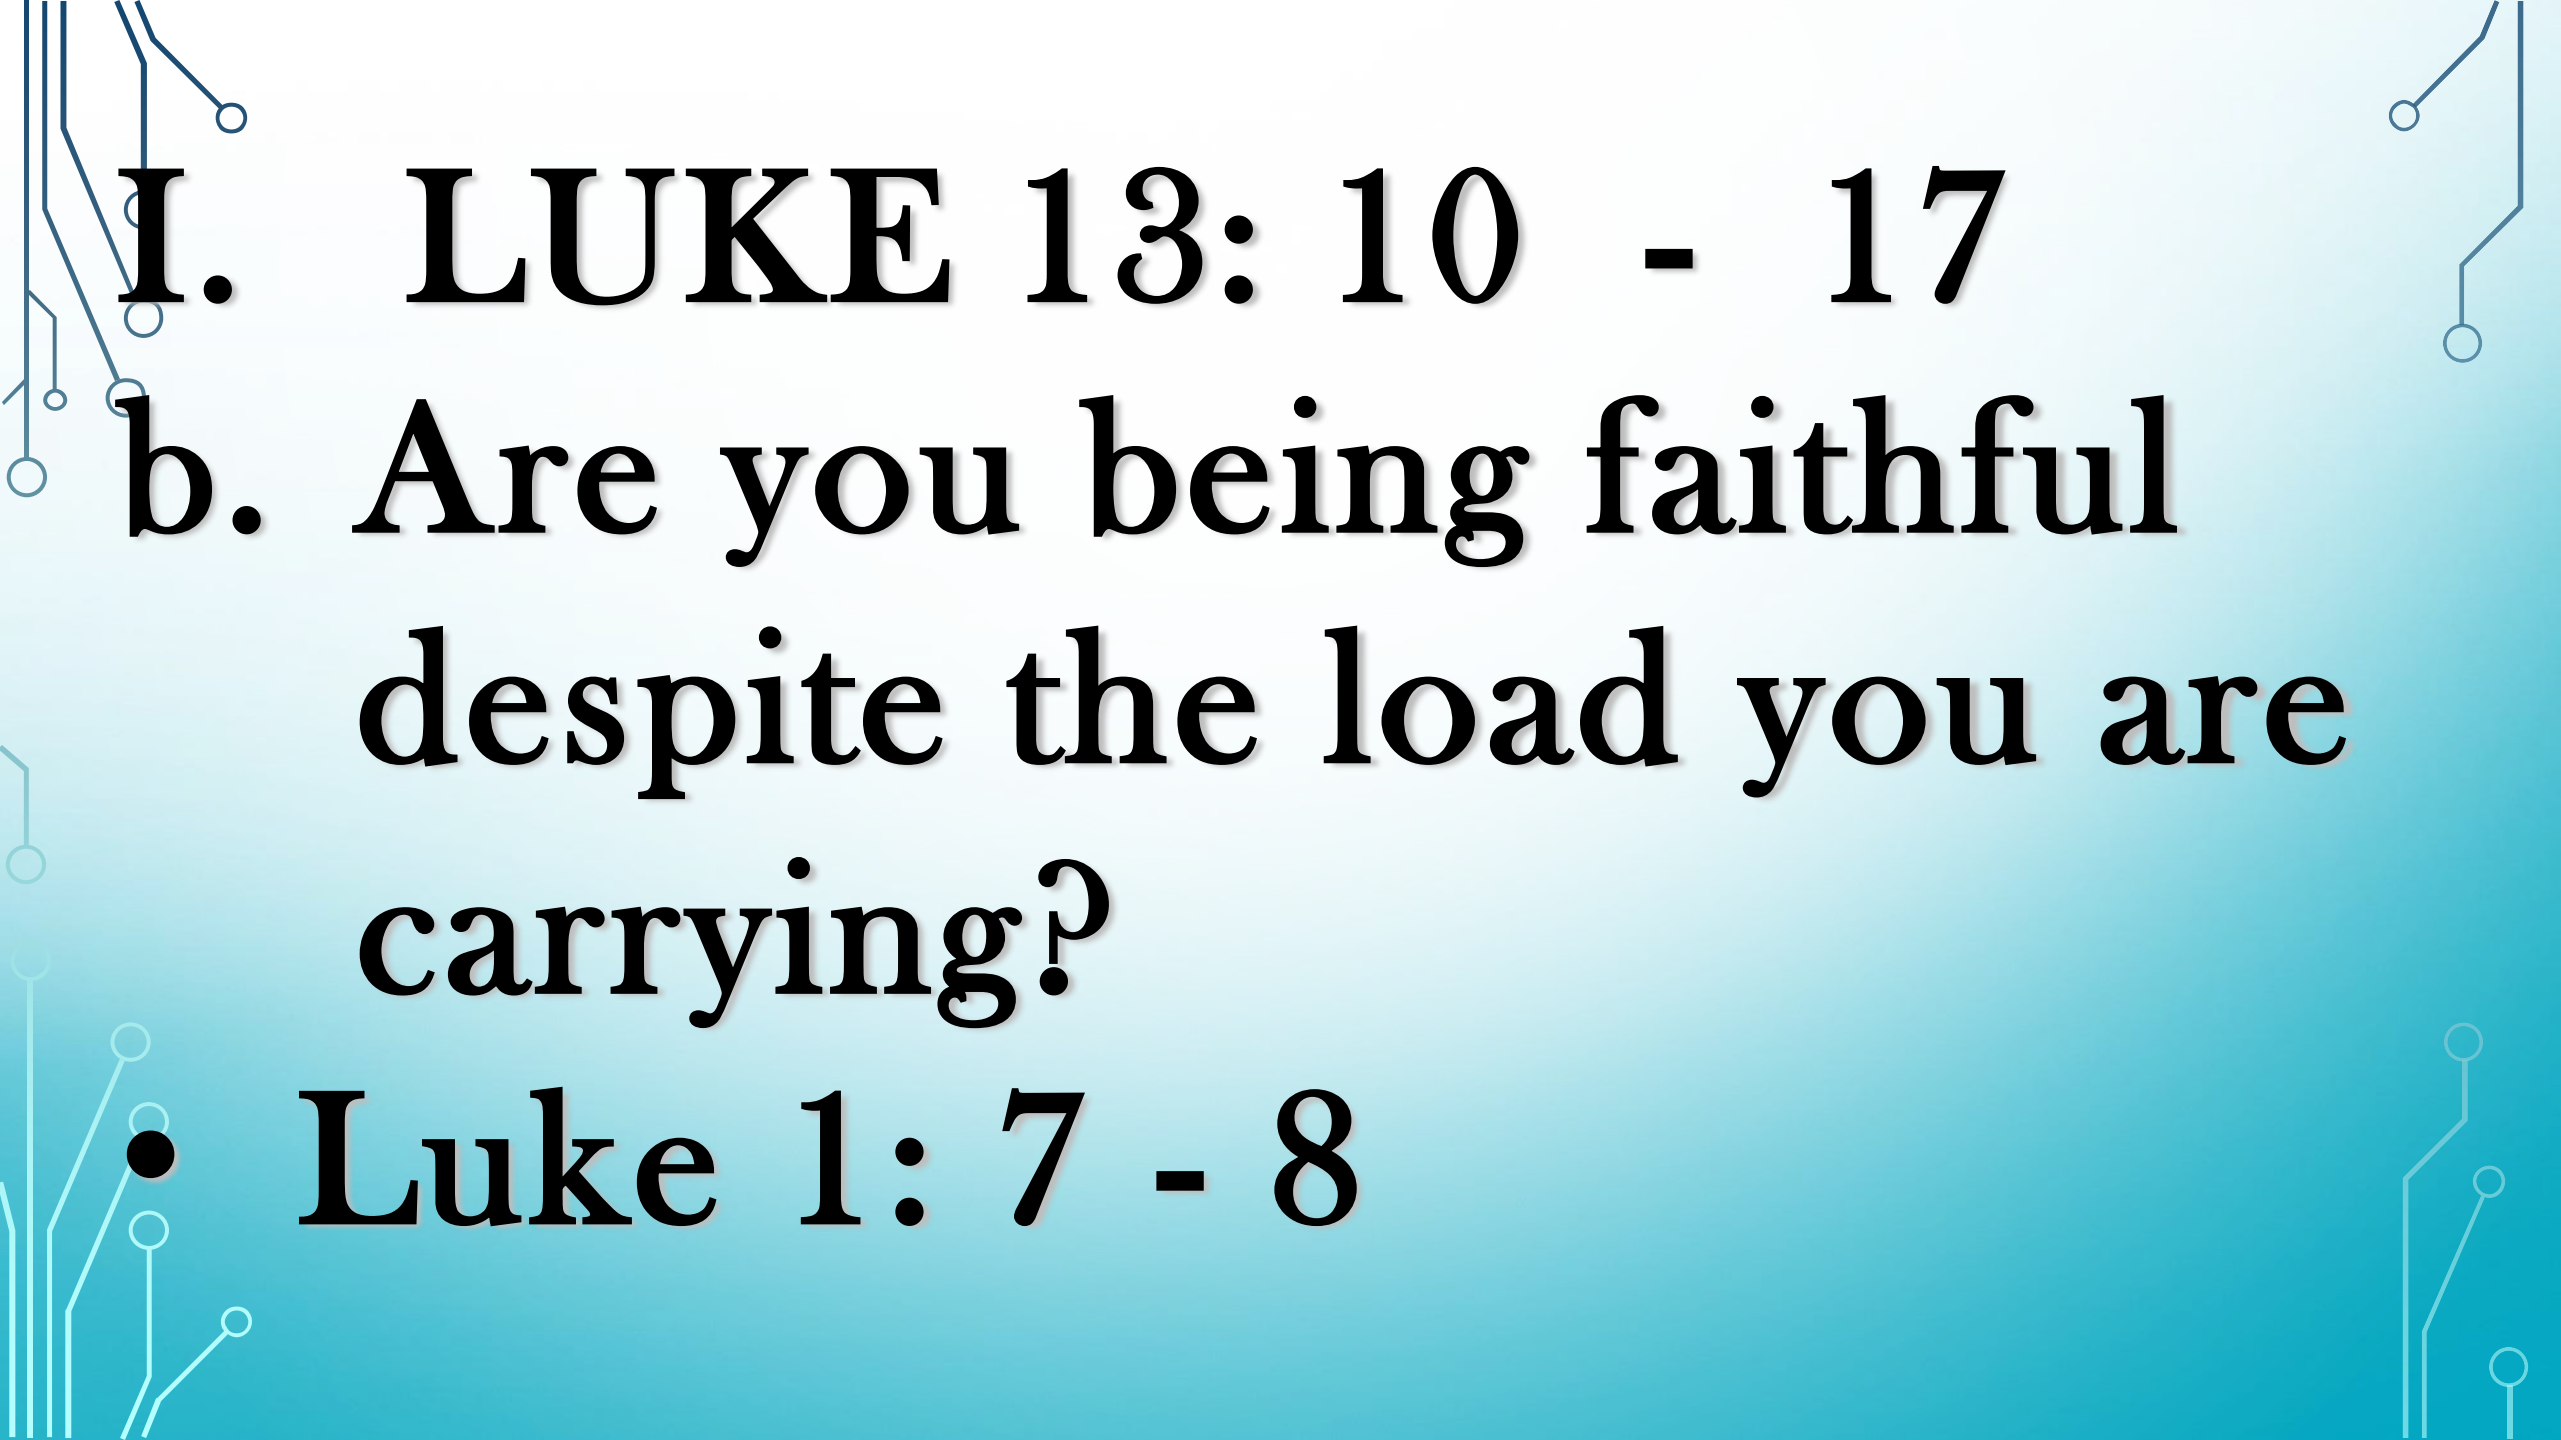 I. LUKE 13: 10 - 17
b. Are you being faithful
despite the load you are
carrying?
• Luke 1: 7 - 8